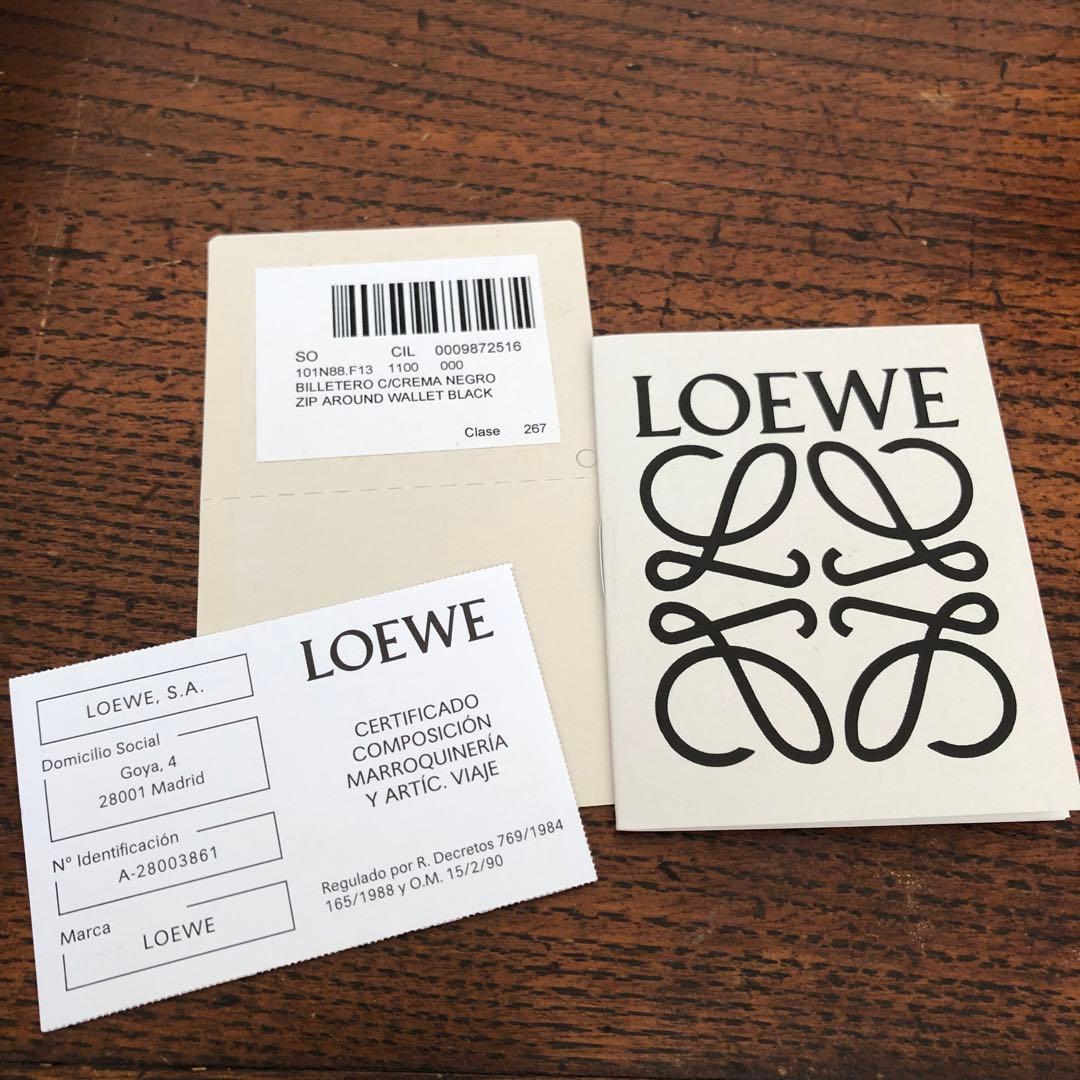 SO CIL 0009872516
101N88.F13 1100 000
BILLETERO C/CREMA NEGRO
ZIP AROUND WALLET BLACK
Clase 267
LOEWE
LOEWE
LOEWE, S.A.
Domicilio Social
Goya, 4
28001 Madrid
Nº Identificación
A-28003861
Marca
LOEWE
CERTIFICADO
COMPOSICIÓN
MARROQUINERÍA
Y ARTÍC. VIAJE
Regulado por R. Decretos 769/1984
165/1988 y O.M. 15/2/90